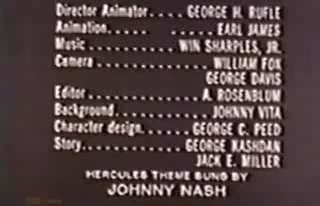 Director Animator.... GEORGE H. RUFLE
Animation..... ..... EARL JAMES
Music............. WIN SHARPLES, JR.
Camera............... WILLIAM FOX
GEORGE DAVIS
Editor.............. A. ROSENBLUM
Background........... JOHNNY VITA
Character design...... GEORGE C. PEED
Story............. GEORGE KASHDAN
JACK E. MILLER
HERCULES THEME SUNG BY
JOHNNY NASH